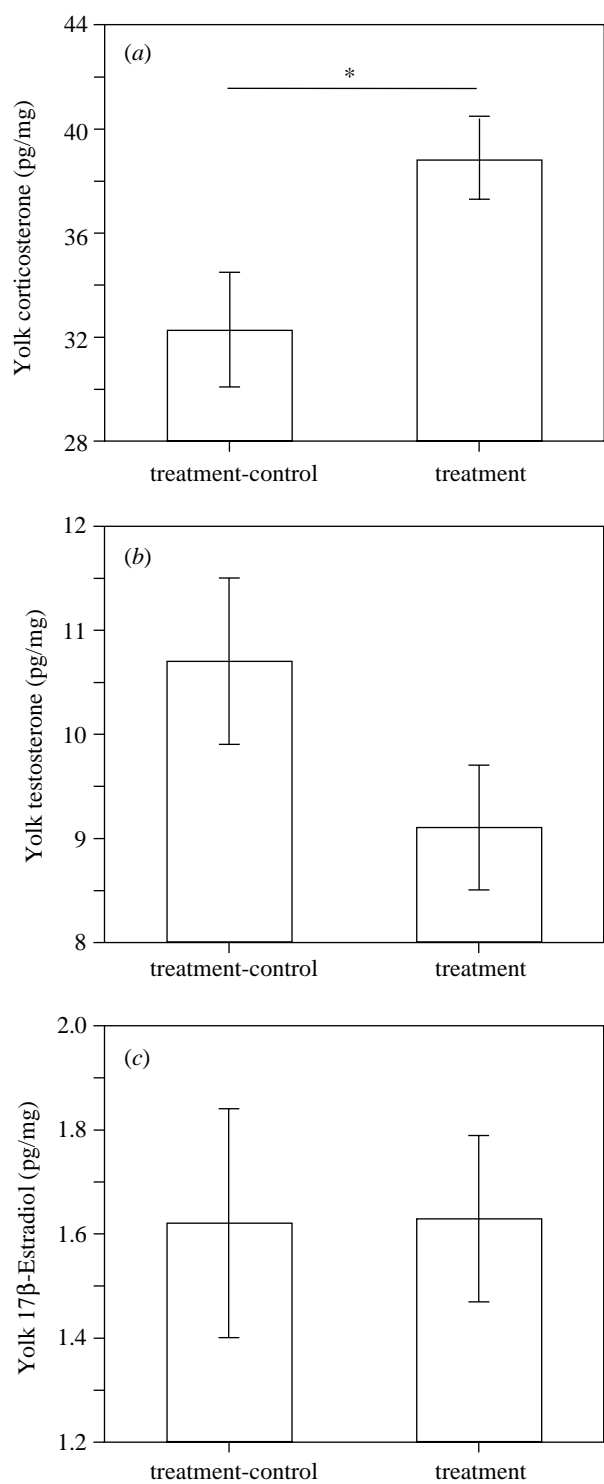 (a)
*
Yolk corticosterone (pg/mg)
44
40
36
32
28
treatment-control treatment
(b)
Yolk testosterone (pg/mg)
12
11
10
9
8
treatment-control treatment
(c)
Yolk 17β-Estradiol (pg/mg)
2.0
1.8
1.6
1.4
1.2
treatment-control treatment